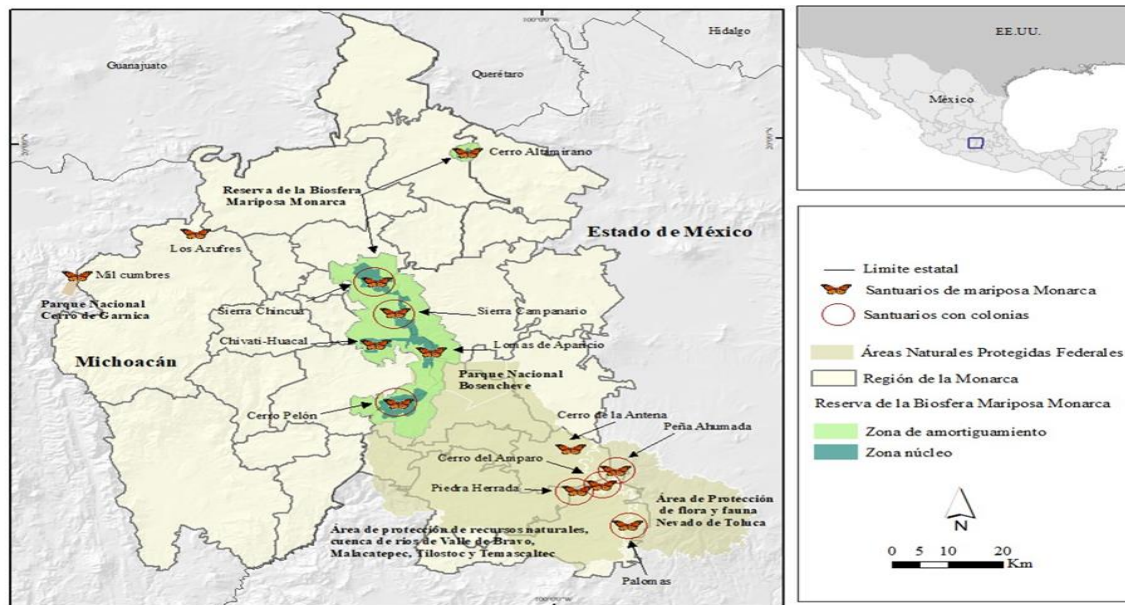 100°0'0"O
Hidalgo
Guanajuato
Querétaro
Cerro Altamirano
Reserva de la Biosfera
Mariposa Monarca
Estado de México
Los Azufres
Mil cumbres
Parque Nacional
Cerro de Garnica
Sierra Chincua
Sierra Campanario
Chivati-Huacal
Lomas de Aparicio
Michoacán
Parque Nacional
Bosencheve
Cerro Pelón
Cerro de la Antena
Peña Ahumada
Cerro del Amparo
Piedra Herrada
Área de Protección
de flora y fauna
Nevado de Toluca
Área de protección de recursos naturales,
cuenca de ríos de Valle de Bravo,
Malacatepec, Tilostoc y Temascaltec
Palomas
EE.UU.
México
Limite estatal
Santuarios de mariposa Monarca
Santuarios con colonias
Áreas Naturales Protegidas Federales
Región de la Monarca
Reserva de la Biosfera Mariposa Monarca
Zona de amortiguamiento
Zona núcleo
N
0 5 10 20
Km